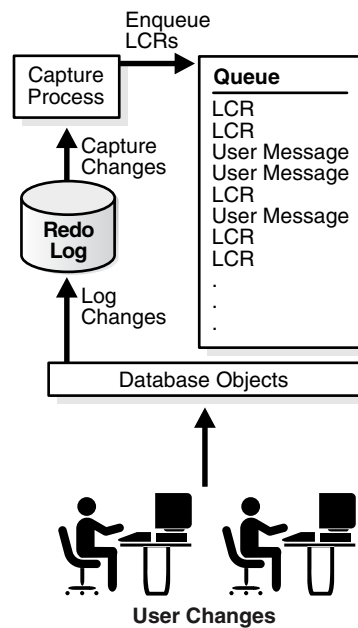 Enqueue
LCRs
Capture
Process
Queue
LCR
LCR
User Message
User Message
LCR
User Message
LCR
LCR
.
.
.
Capture
Changes
Redo
Log
Log
Changes
Database Objects
User Changes